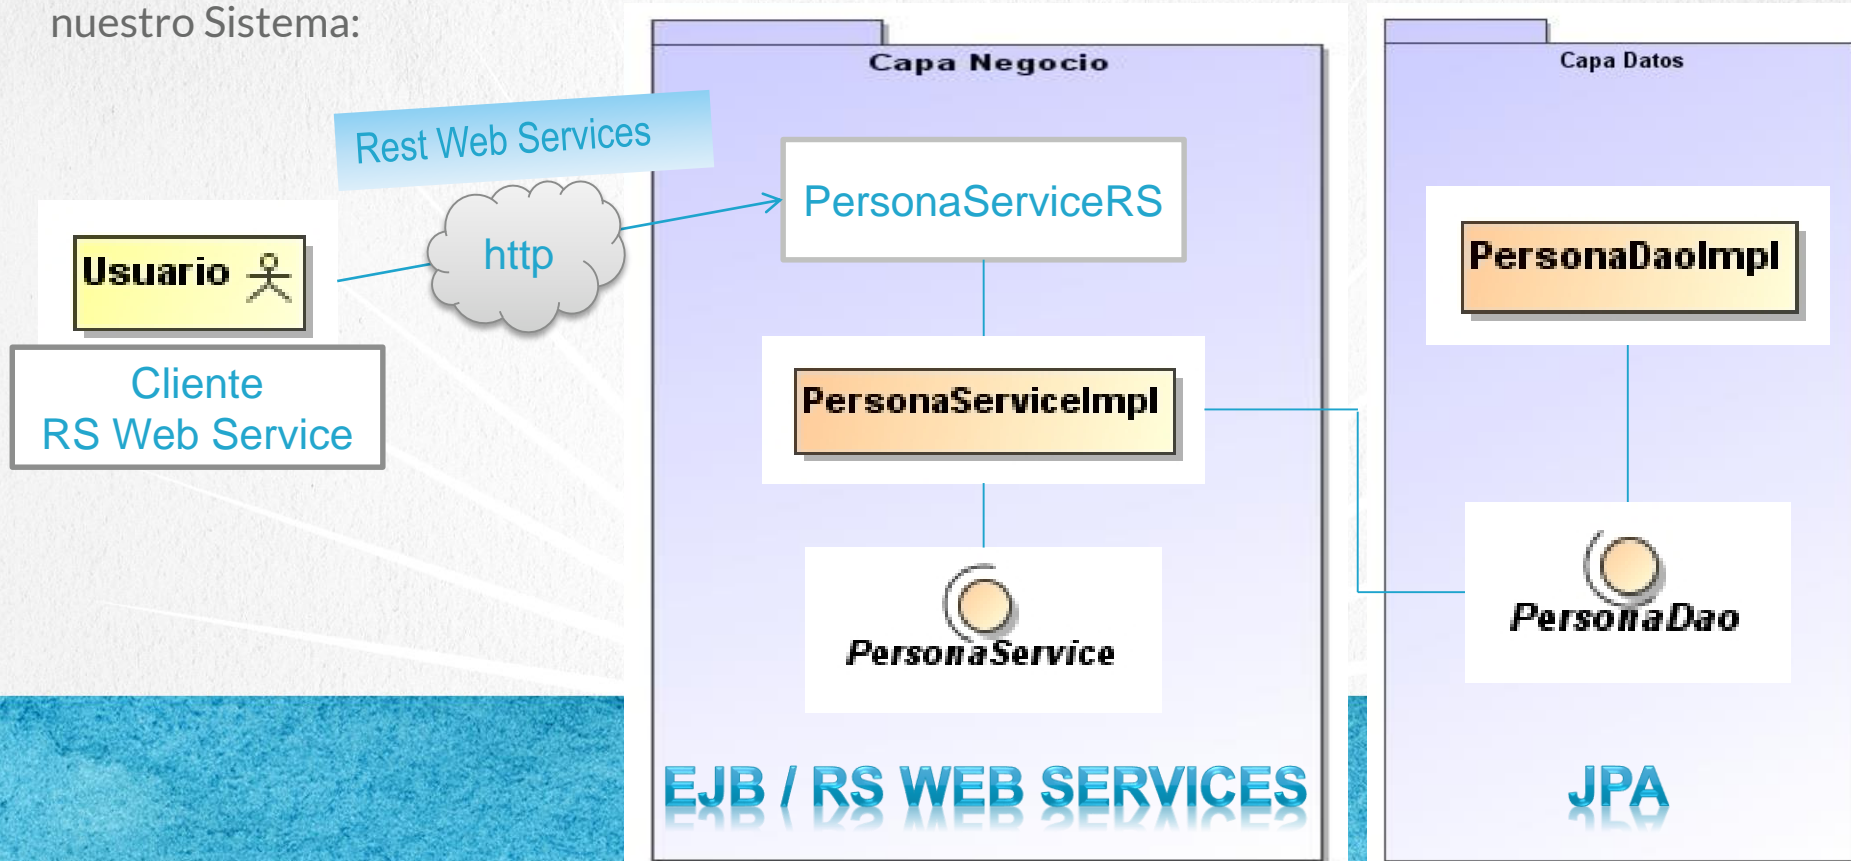 nuestro Sistema:
Rest Web Services
Usuario
Cliente
RS Web Service
http
Capa Negocio
PersonaServiceRS
PersonaServiceImpl
PersonaService
EJB / RS WEB SERVICES
Capa Datos
PersonaDaoImpl
PersonaDao
JPA